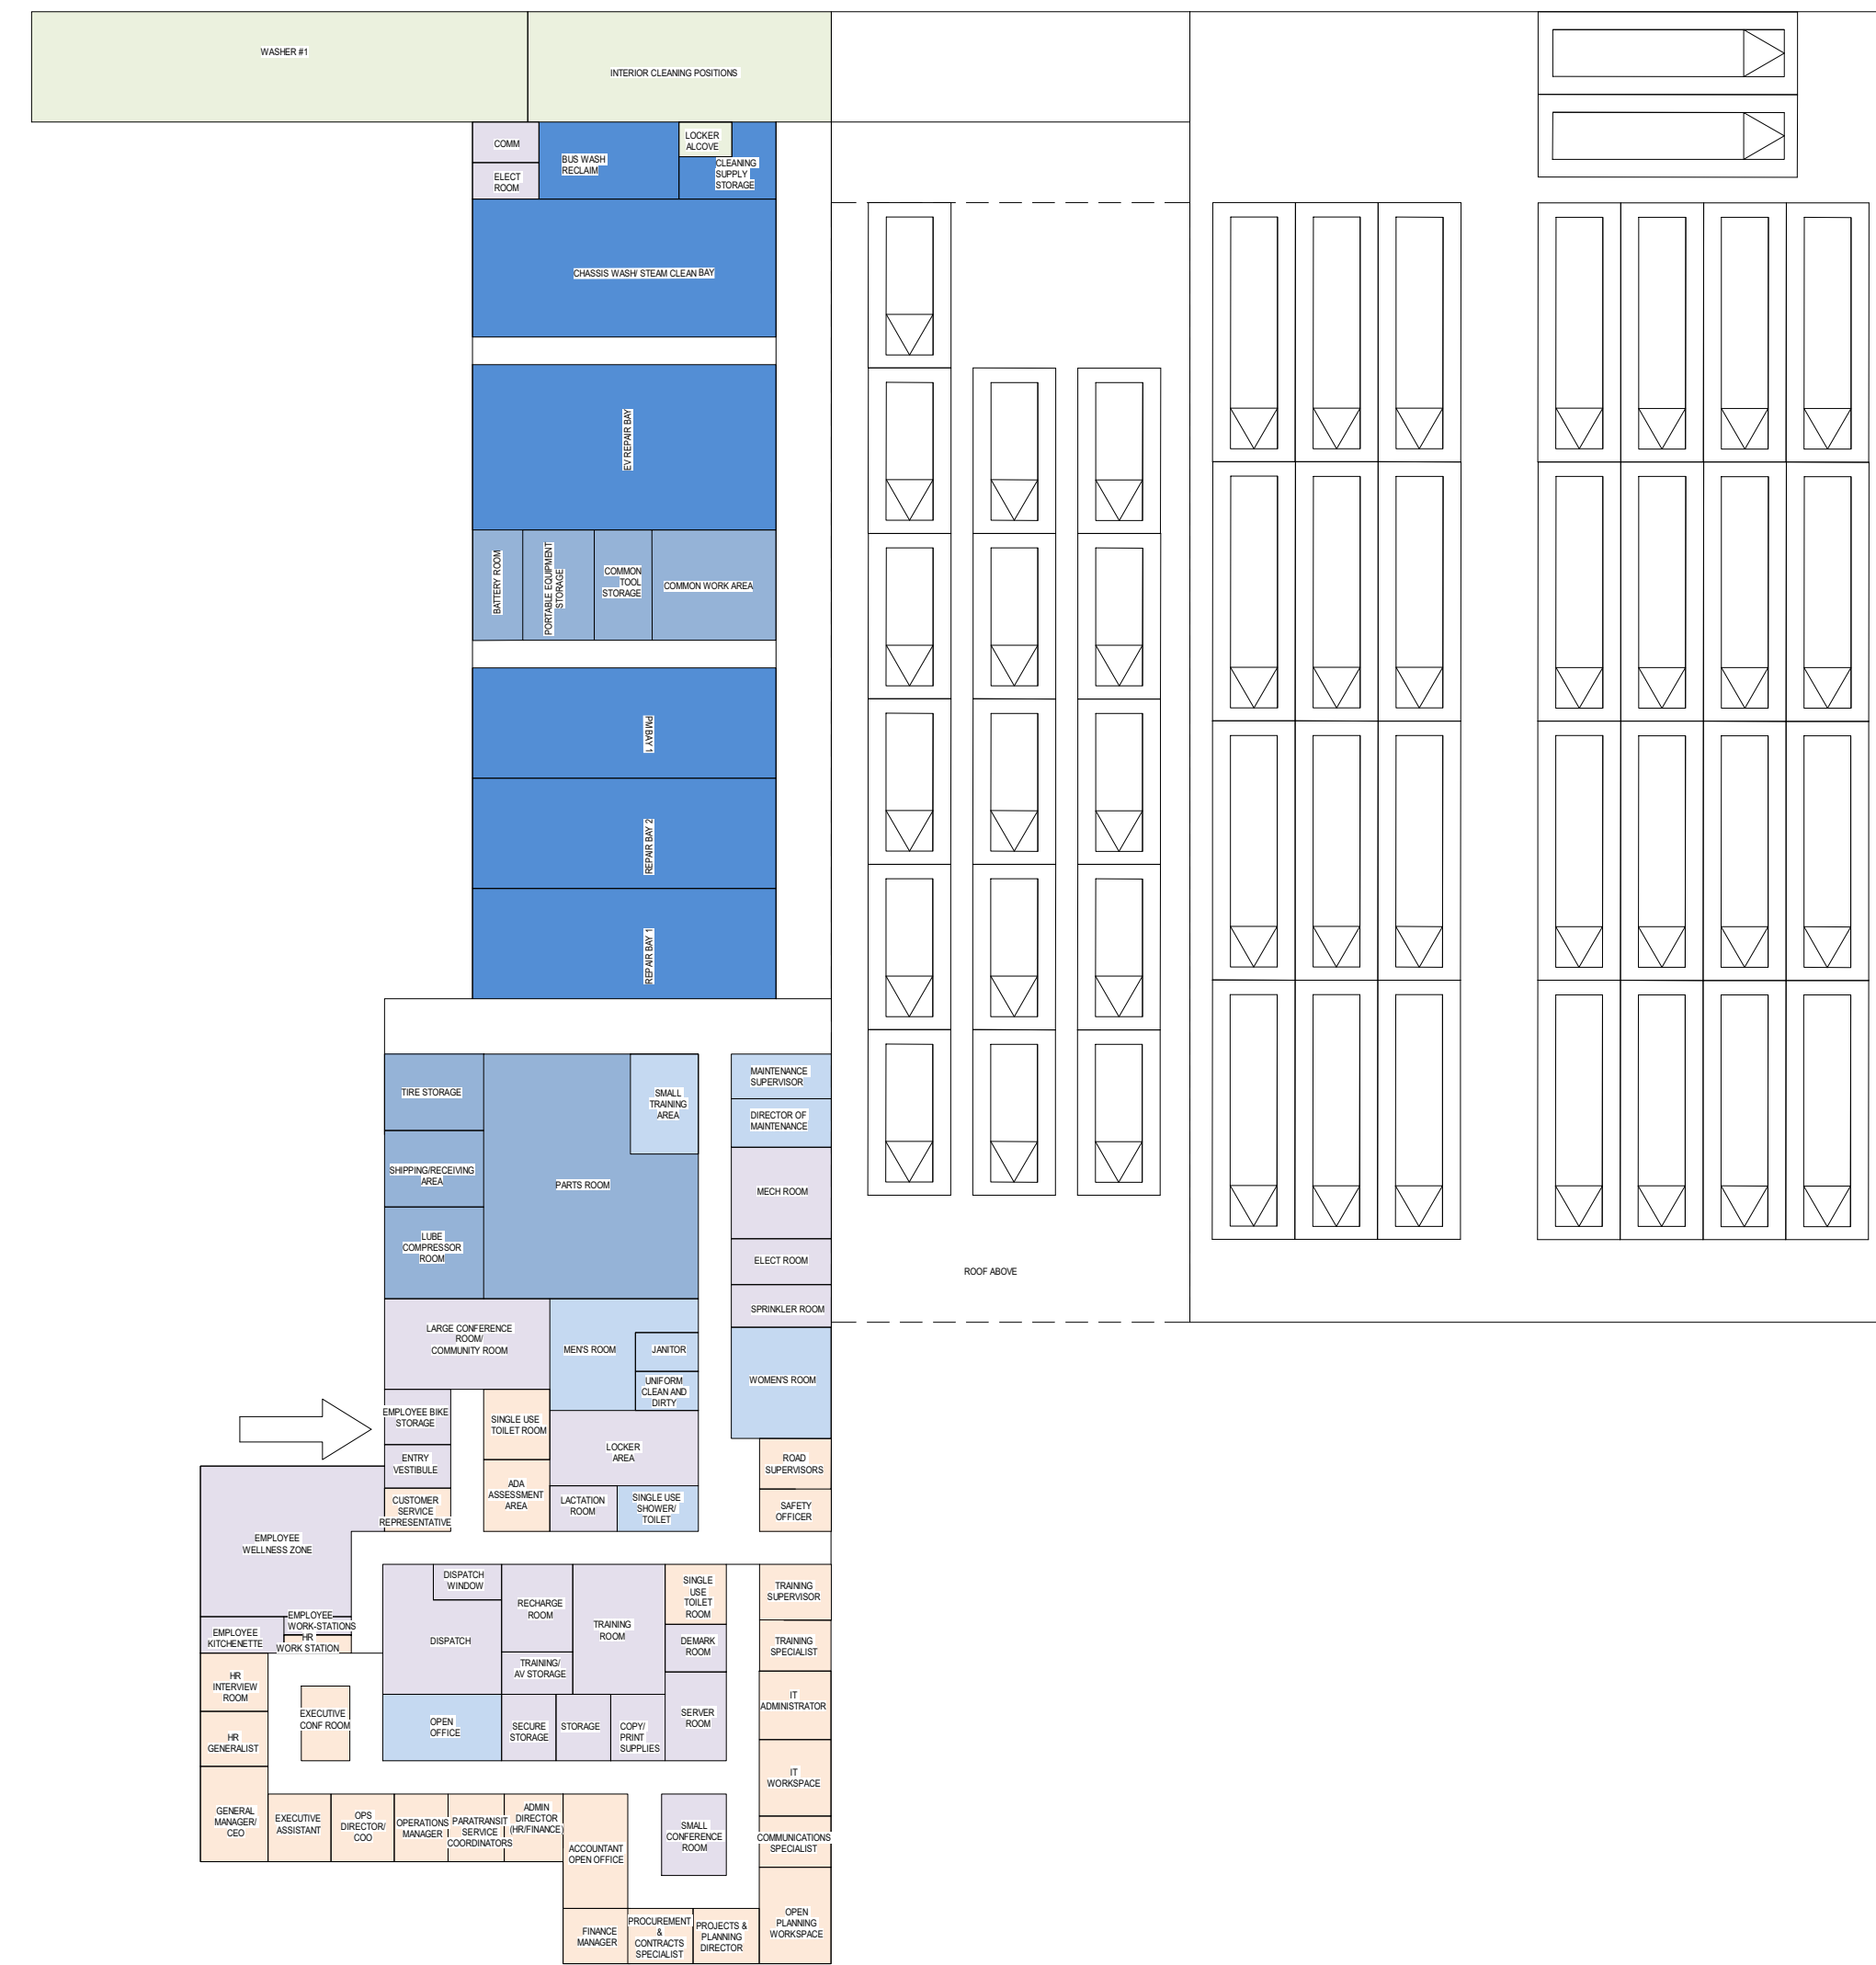 WASHER #1
INTERIOR CLEANING POSITIONS
COMM
ELECT
ROOM
BUS WASH
RECLAIM
LOCKER
ALCOVE
CLEANING
SUPPLY
STORAGE
CHASSIS WASH/ STEAM CLEAN BAY
EV REPAIR BAY
BATTERY ROOM
PORTABLE EQUIPMENT
STORAGE
COMMON
TOOL
STORAGE
COMMON WORK AREA
PM BAY 1
REPAIR BAY 2
REPAIR BAY 1
TIRE STORAGE
SMALL
TRAINING
AREA
MAINTENANCE
SUPERVISOR
DIRECTOR OF
MAINTENANCE
SHIPPING/RECEIVING
AREA
PARTS ROOM
MECH ROOM
LUBE
COMPRESSOR
ROOM
ELECT ROOM
ROOF ABOVE
SPRINKLER ROOM
LARGE CONFERENCE
ROOM/
COMMUNITY ROOM
MEN'S ROOM
JANITOR
UNIFORM
CLEAN AND
DIRTY
WOMEN'S ROOM
EMPLOYEE BIKE
STORAGE
SINGLE USE
TOILET ROOM
LOCKER
AREA
ENTRY
VESTIBULE
ROAD
SUPERVISORS
CUSTOMER
SERVICE
REPRESENTATIVE
ADA
ASSESSMENT
AREA
LACTATION
ROOM
SINGLE USE
SHOWER/
TOILET
SAFETY
OFFICER
EMPLOYEE
WELLNESS ZONE
DISPATCH
WINDOW
RECHARGE
ROOM
TRAINING
ROOM
SINGLE
USE
TOILET
ROOM
TRAINING
SUPERVISOR
EMPLOYEE
KITCHENETTE
EMPLOYEE
WORK-STATIONS
HR
WORK STATION
DISPATCH
TRAINING/
AV STORAGE
DEMARK
ROOM
TRAINING
SPECIALIST
HR
INTERVIEW
ROOM
EXECUTIVE
CONF ROOM
IT
ADMINISTRATOR
HR
GENERALIST
OPEN
OFFICE
SECURE
STORAGE
STORAGE
COPY/
PRINT
SUPPLIES
SERVER
ROOM
IT
WORKSPACE
GENERAL
MANAGER/
CEO
EXECUTIVE
ASSISTANT
OPS
DIRECTOR/
COO
OPERATIONS
MANAGER
PARATRANSIT
SERVICE
COORDINATORS
ADMIN
DIRECTOR
(HR/FINANCE)
ACCOUNTANT
OPEN OFFICE
SMALL
CONFERENCE
ROOM
COMMUNICATIONS
SPECIALIST
FINANCE
MANAGER
PROCUREMENT
&
CONTRACTS
SPECIALIST
PROJECTS &
PLANNING
DIRECTOR
OPEN
PLANNING
WORKSPACE